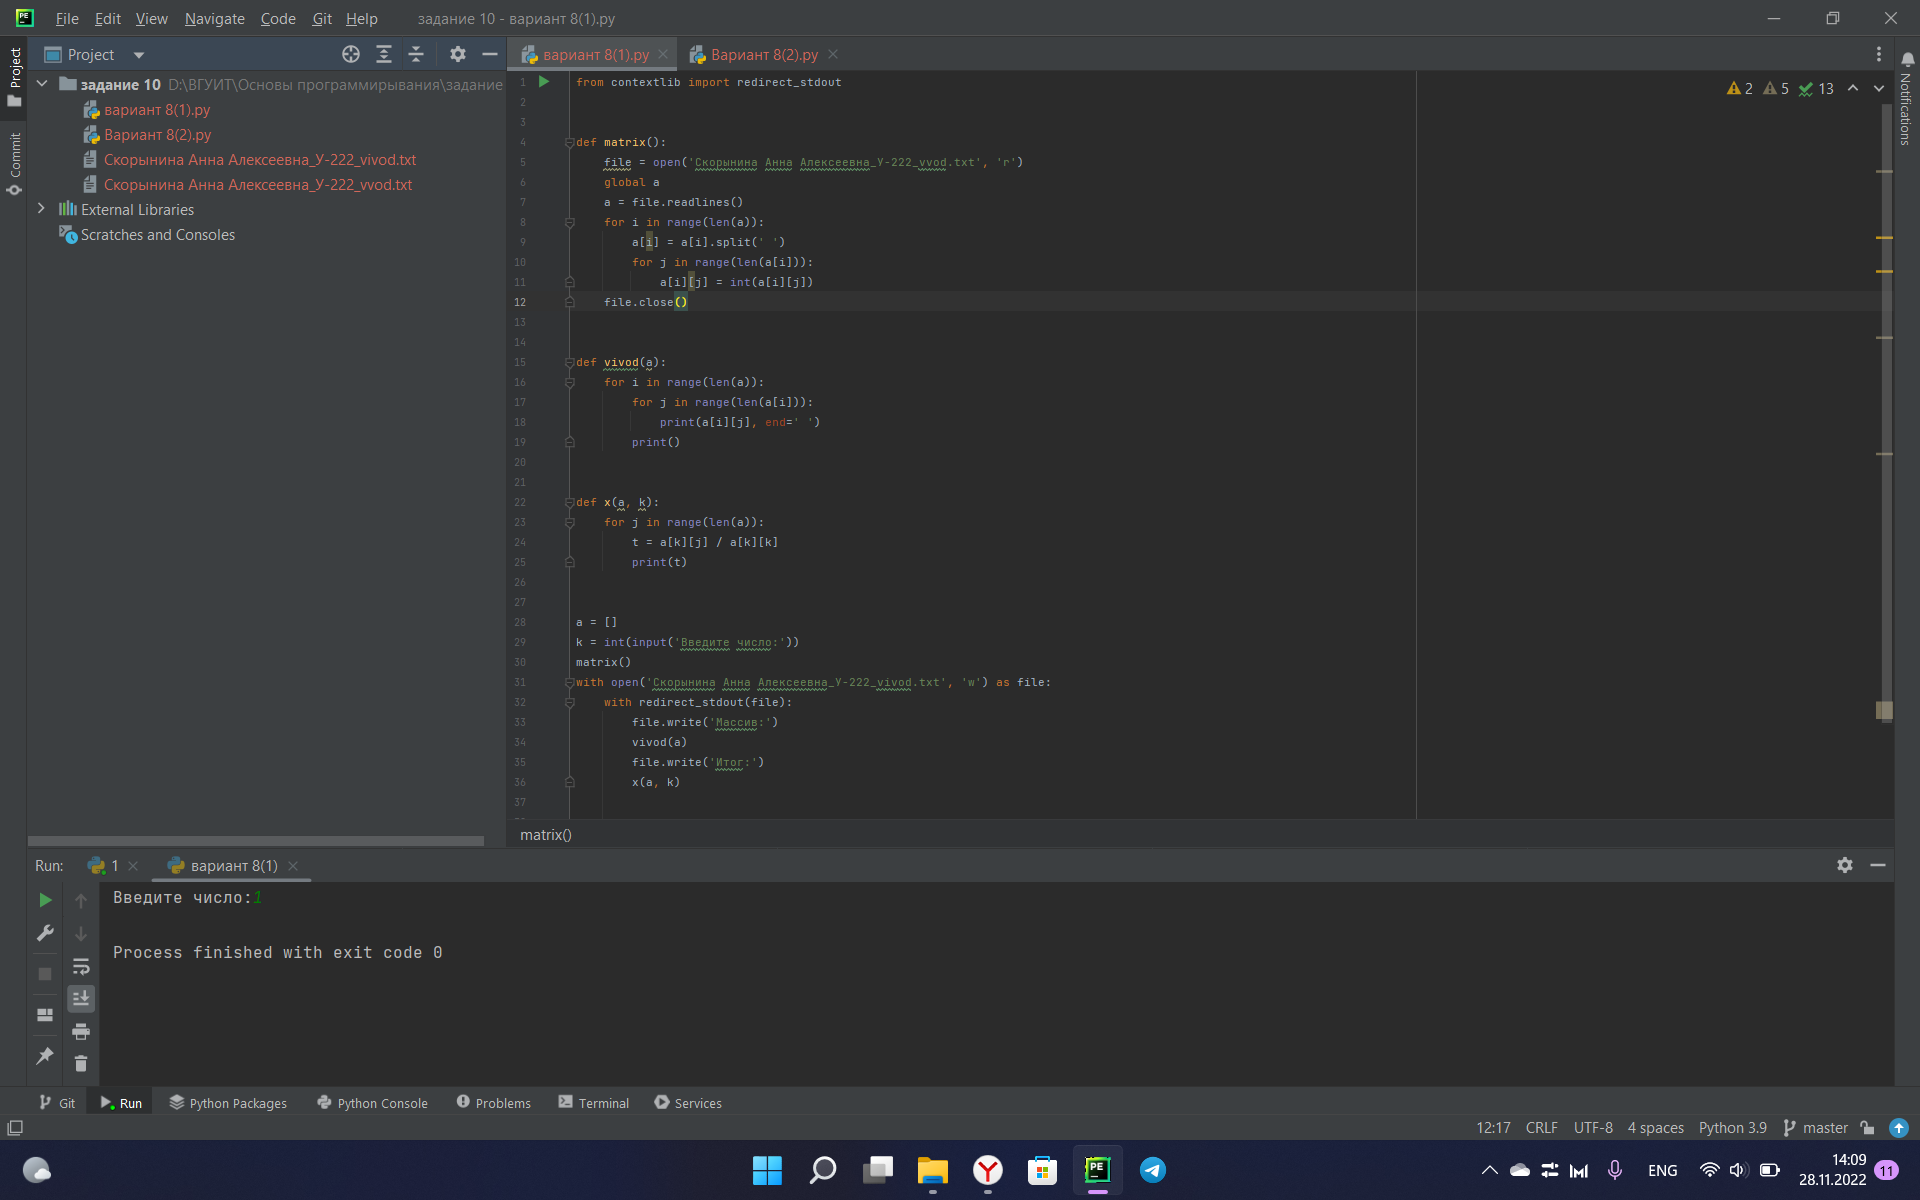 File Edit View Navigate Code Git Help задание 10 - вариант 8(1).py
Project
вариант 8(1).py Вариант 8(2).py
Project
Commit
Notifications
задание 10 D:\ВГУИТ\Основы программирывания\задание
вариант 8(1).py
Вариант 8(2).py
Скорынина Анна Алексеевна_У-222_vivod.txt
Скорынина Анна Алексеевна_У-222_vvod.txt
External Libraries
Scratches and Consoles
2 5 13
1 from contextlib import redirect_stdout
2
3
4 def matrix():
5 file = open('Скорынина Анна Алексеевна_У-222_vvod.txt', 'r')
6 global a
7 a = file.readlines()
8 for i in range(len(a)):
9 a[i] = a[i].split(' ')
10 for j in range(len(a[i])):
11 a[i][j] = int(a[i][j])
12 file.close()
13
14
15 def vivod(a):
16 for i in range(len(a)):
17 for j in range(len(a[i])):
18 print(a[i][j], end=' ')
19 print()
20
21
22 def x(a, k):
23 for j in range(len(a)):
24 t = a[k][j] / a[k][k]
25 print(t)
26
27
28 a = []
29 k = int(input('Введите число:'))
30 matrix()
31 with open('Скорынина Анна Алексеевна_У-222_vivod.txt', 'w') as file:
32 with redirect_stdout(file):
33 file.write('Массив:')
34 vivod(a)
35 file.write('Итог:')
36 x(a, k)
37
matrix()
Run: 1 вариант 8(1)
Введите число:1
Process finished with exit code 0
Git Run Python Packages Python Console Problems Terminal Services
12:17 CRLF UTF-8 4 spaces Python 3.9 master
ENG 14:09
28.11.2022 11